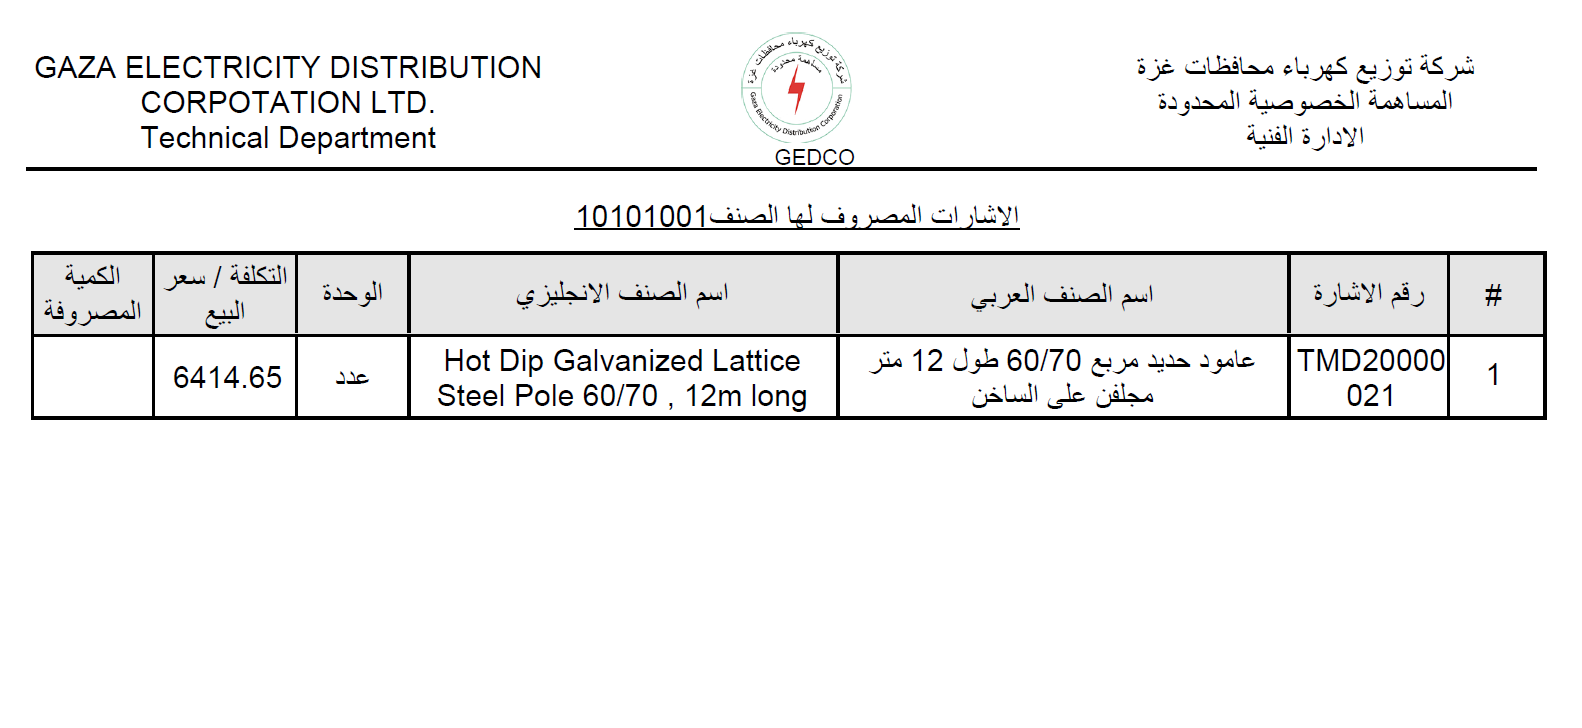 GAZA ELECTRICITY DISTRIBUTION
CORPOTATION LTD.
Technical Department
شركة توزيع كهرباء محافظات غزة
مساهمة محدودة
Gaza Electricity Distribution Corporation
GEDCO
شركة توزيع كهرباء محافظات غزة
المساهمة الخصوصية المحدودة
الادارة الفنية
الاشارات المصروف لها الصنف10101001
#
رقم الاشارة
اسم الصنف العربي
اسم الصنف الانجليزي
الوحدة
التكلفة / سعر
البيع
الكمية
المصروفة
1
TMD20000
021
عامود حديد مربع 60/70 طول 12 متر
مجلفن على الساخن
Hot Dip Galvanized Lattice
Steel Pole 60/70 , 12m long
عدد
6414.65